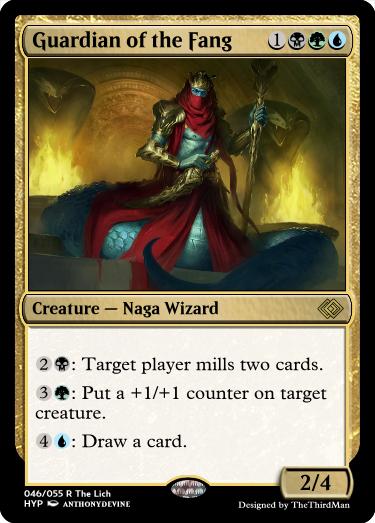 Guardian of the Fang 1
Creature — Naga Wizard
2 : Target player mills two cards.
3 : Put a +1/+1 counter on target
creature.
4 : Draw a card.
2/4
046/055 R The Lich
HYP ANTHONYDEVINE
Designed by TheThirdMan